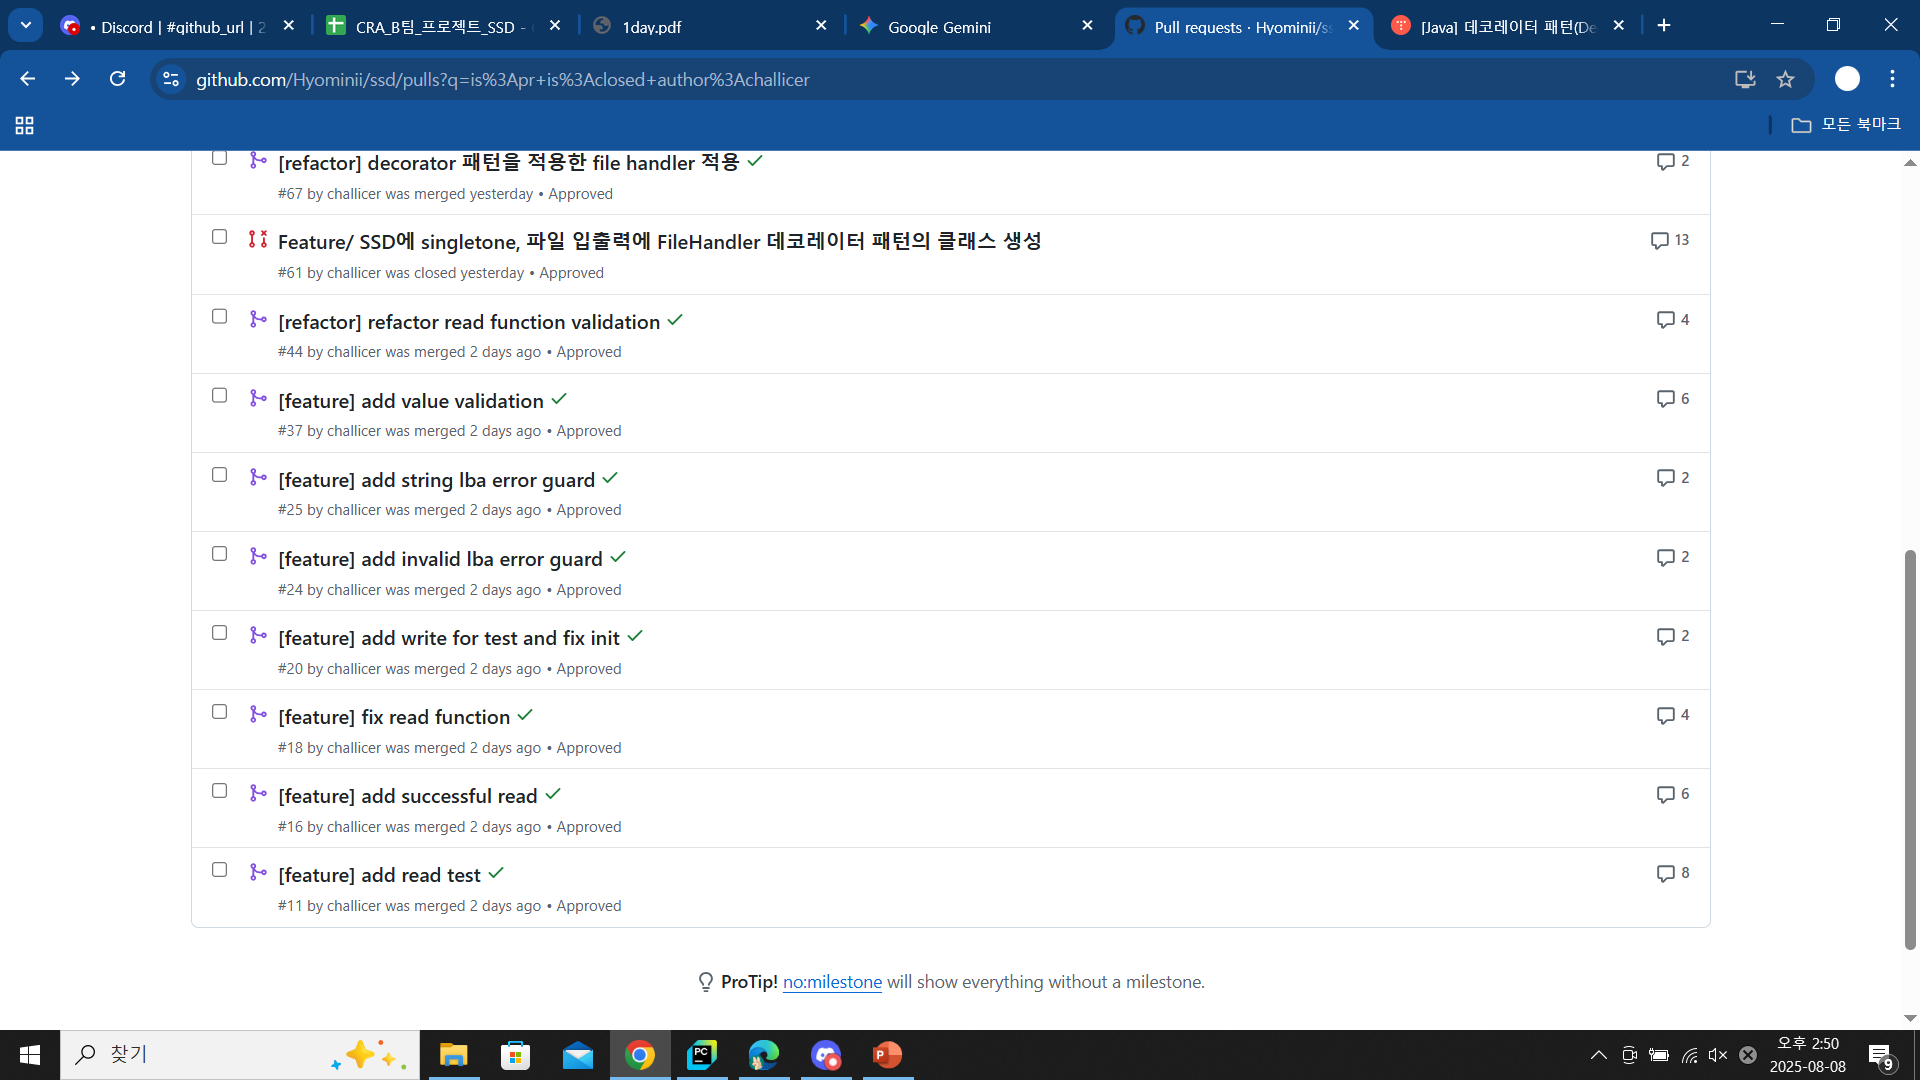 • Discord | #github_url | 2
CRA_B팀_프로젝트_SSD -
1day.pdf
Google Gemini
Pull requests · Hyominii/ss
[Java] 데코레이터 패턴(De
github.com/Hyominii/ssd/pulls?q=is%3Apr+is%3Aclosed+author%3Achallicer
모든 북마크
[refactor] decorator 패턴을 적용한 file handler 적용
2
#67 by challicer was merged yesterday • Approved
Feature/ SSD에 singletone, 파일 입출력에 FileHandler 데코레이터 패턴의 클래스 생성
13
#61 by challicer was closed yesterday • Approved
[refactor] refactor read function validation
4
#44 by challicer was merged 2 days ago • Approved
[feature] add value validation
6
#37 by challicer was merged 2 days ago • Approved
[feature] add string lba error guard
2
#25 by challicer was merged 2 days ago • Approved
[feature] add invalid lba error guard
2
#24 by challicer was merged 2 days ago • Approved
[feature] add write for test and fix init
2
#20 by challicer was merged 2 days ago • Approved
[feature] fix read function
4
#18 by challicer was merged 2 days ago • Approved
[feature] add successful read
6
#16 by challicer was merged 2 days ago • Approved
[feature] add read test
8
#11 by challicer was merged 2 days ago • Approved
ProTip! no:milestone will show everything without a milestone.
찾기
PC
P
오후 2:50
2025-08-08
9